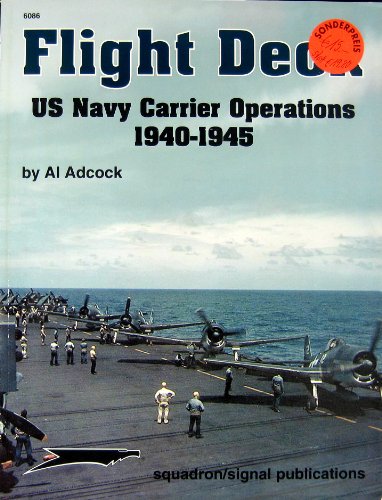 6086
Flight Deck
SONDERPREIS
US Navy Carrier Operations
1940-1945
by Al Adcock
squadron/signal publications